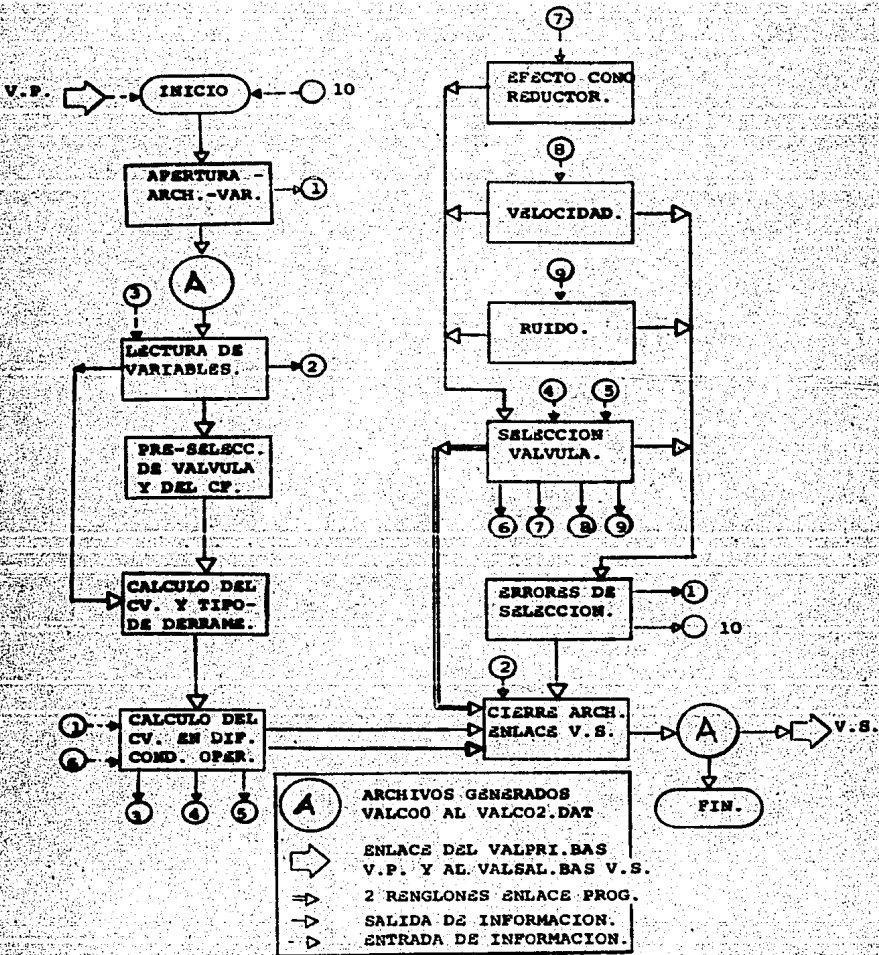 V.P.
INICIO
10
APERTURA -
ARCH.-VAR.
1
A
3
LECTURA DE
VARIABLES.
2
PRE-SELECC.
DE VALVULA
Y DEL CF.
CALCULO DEL
CV. Y TIPO-
DE DERRAME.
1
6
CALCULO DEL
CV. EN DIF.
COND. OPER.
3 4 5
7
EFECTO CONO
REDUCTOR.
8
VELOCIDAD.
9
RUIDO.
4 5
SELECCION
VALVULA.
6 7 8 9
ERRORES DE
SELECCION.
1
10
2
CIERRE ARCH.
ENLACE V.S.
A
V.S.
FIN.
A
ARCHIVOS GENERADOS
VALCO0 AL VALCO2.DAT
ENLACE DEL VALPRI.BAS
V.P. Y AL VALSAL.BAS V.S.
2 RENGLONES ENLACE PROG.
SALIDA DE INFORMACION.
ENTRADA DE INFORMACION.